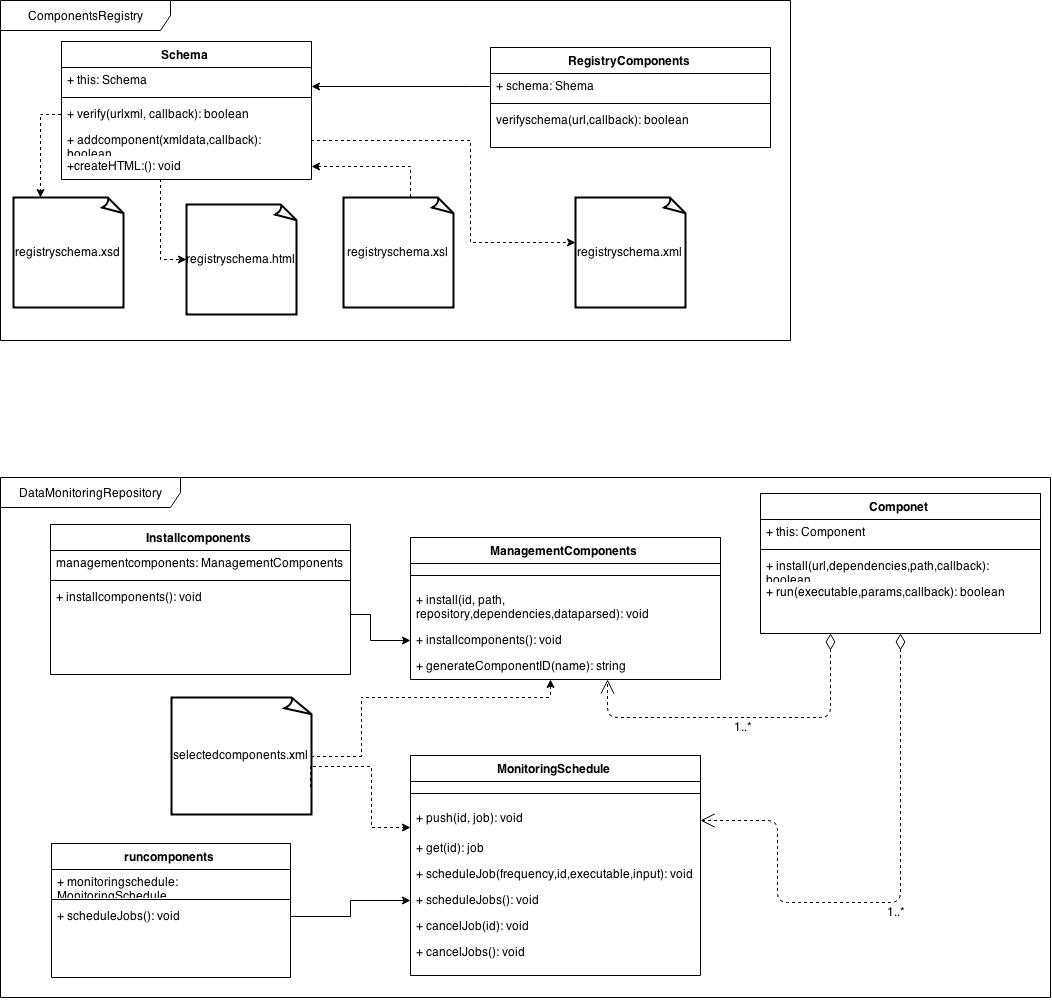 ComponentsRegistry
Schema
+ this: Schema
+ verify(urlxml, callback): boolean
+ addcomponent(xmldata,callback):
boolean
+createHTML:(): void
RegistryComponents
+ schema: Shema
verifyschema(url,callback): boolean
registryschema.xsd
registryschema.html
registryschema.xsl
registryschema.xml
DataMonitoringRepository
Installcomponents
managementcomponents: ManagementComponents
+ installcomponents(): void
ManagementComponents
+ install(id, path,
repository,dependencies,dataparsed): void
+ installcomponents(): void
+ generateComponentID(name): string
Componet
+ this: Component
+ install(url,dependencies,path,callback):
boolean
+ run(executable,params,callback): boolean
1..*
selectedcomponents.xml
MonitoringSchedule
+ push(id, job): void
+ get(id): job
+ scheduleJob(frequency,id,executable,input): void
+ scheduleJobs(): void
+ cancelJob(id): void
+ cancelJobs(): void
1..*
runcomponents
+ monitoringschedule:
MonitoringSchedule
+ scheduleJobs(): void